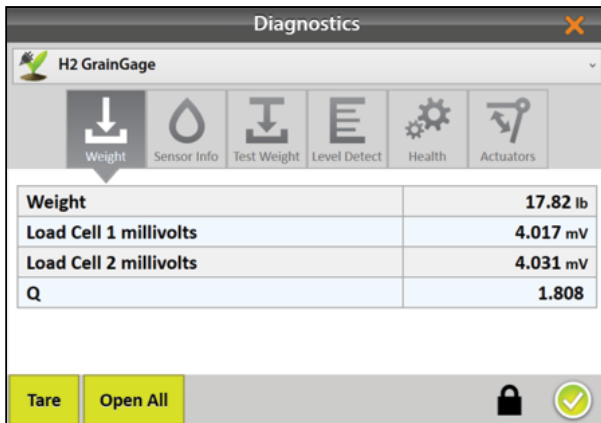 Diagnostics
H2 GrainGage
Weight Sensor Info Test Weight Level Detect Health Actuators
Weight 17.82 lb
Load Cell 1 millivolts 4.017 mV
Load Cell 2 millivolts 4.031 mV
Q 1.808
Tare Open All